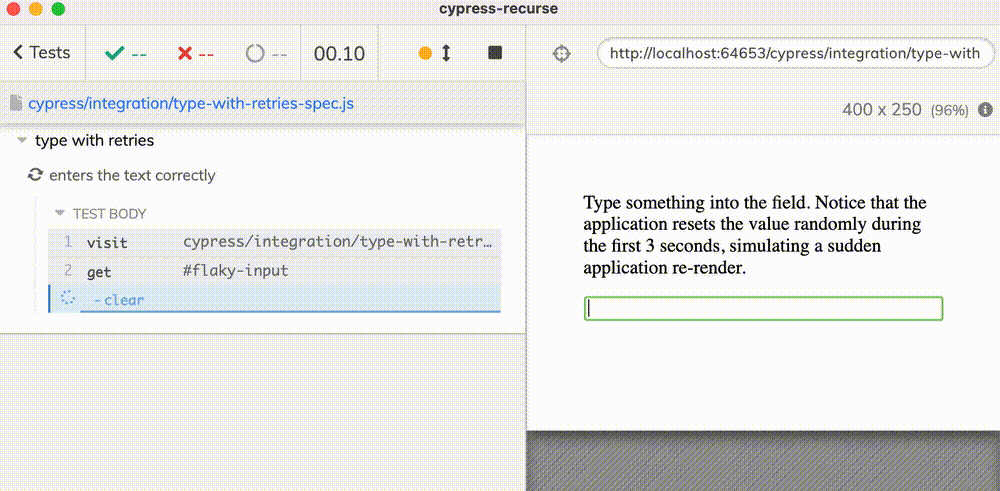 cypress-recurse
Tests
--
--
--
00.10
http://localhost:64653/cypress/integration/type-with
cypress/integration/type-with-retries-spec.js
400 x 250 (96%)
type with retries
enters the text correctly
TEST BODY
1 visit cypress/integration/type-with-retr…
2 get #flaky-input
-clear
Type something into the field. Notice that the
application resets the value randomly during
the first 3 seconds, simulating a sudden
application re-render.